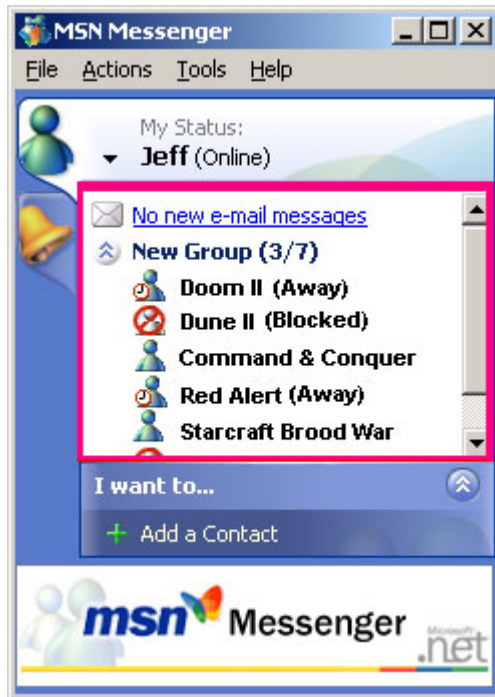 MSN Messenger
File Actions Tools Help
My Status:
Jeff (Online)
No new e-mail messages
New Group (3/7)
Doom II (Away)
Dune II (Blocked)
Command & Conquer
Red Alert (Away)
Starcraft Brood War
I want to...
Add a Contact
msn Messenger
Microsoft
.net